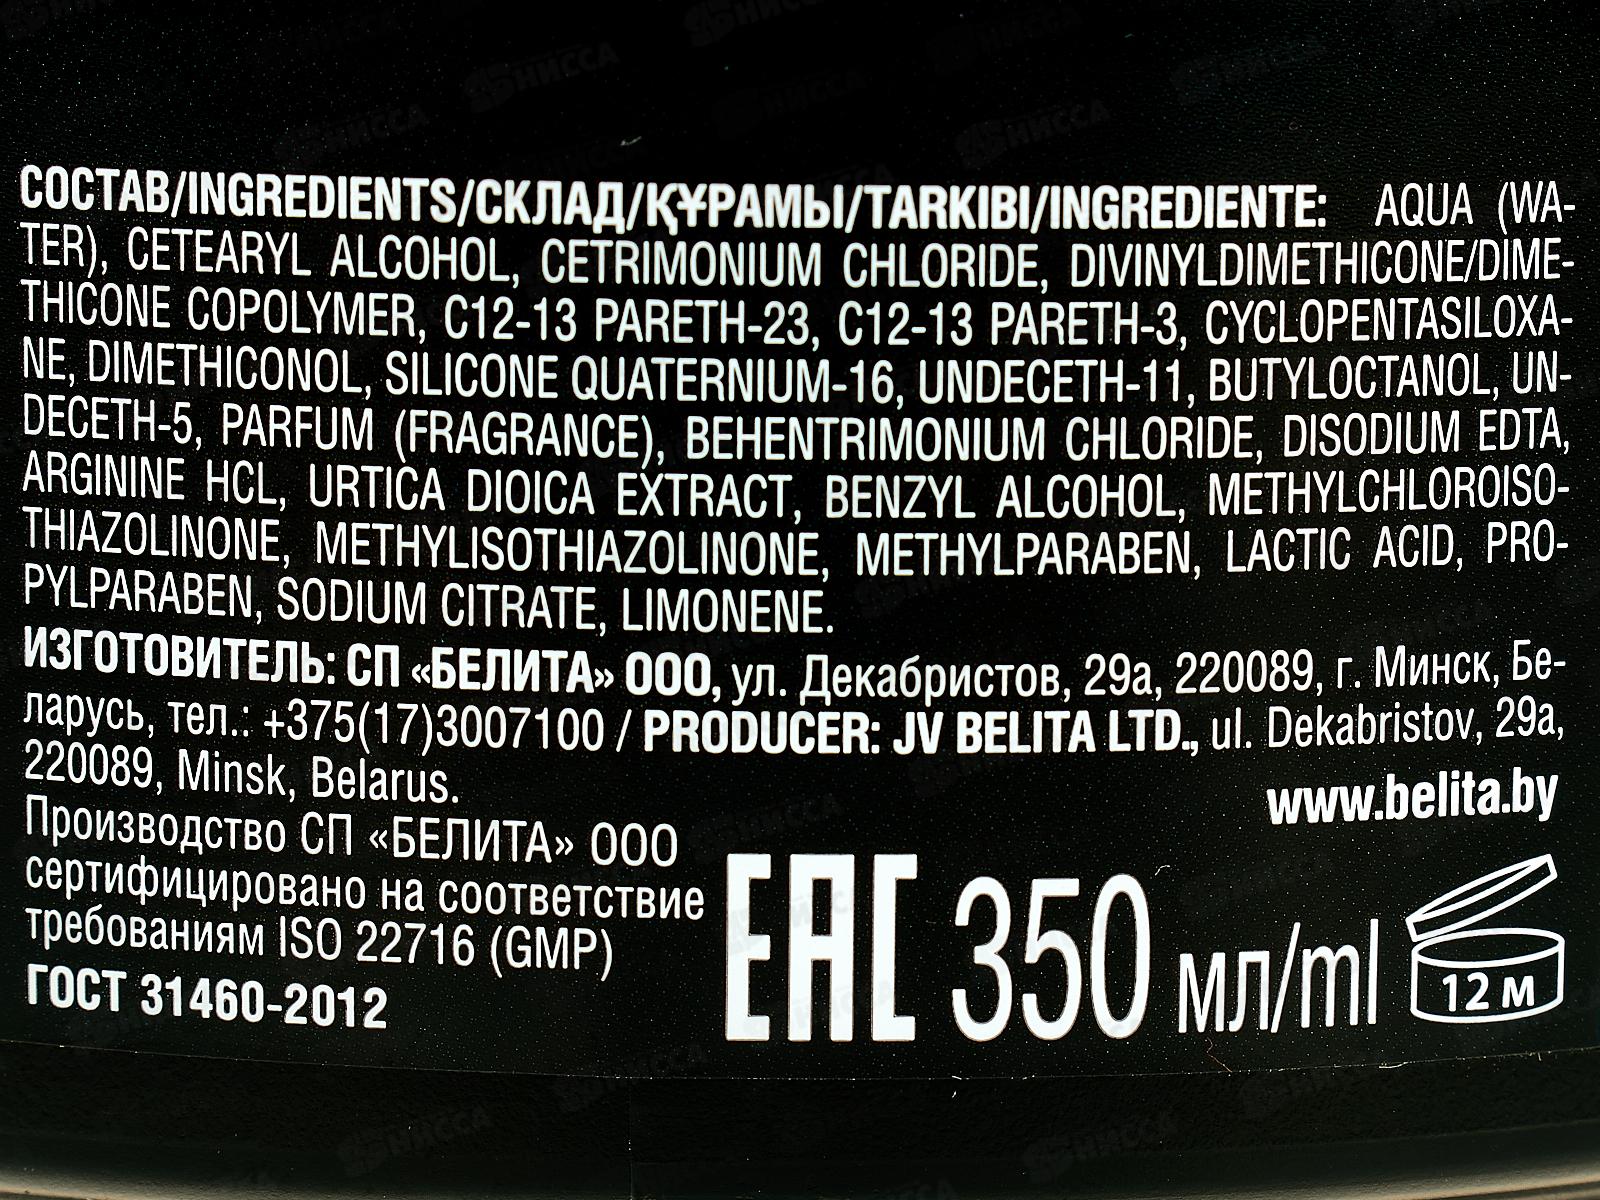 СОСТАВ/INGREDIENTS/СКЛАД/ҚҰРАМЫ/TARKIBI/INGREDIENTE: AQUA (WA-
TER), CETEARYL ALCOHOL, CETRIMONIUM CHLORIDE, DIVINYLDIMETHICONE/DIME-
THICONE COPOLYMER, C12-13 PARETH-23, C12-13 PARETH-3, CYCLOPENTASILOXA-
NE, DIMETHICONOL, SILICONE QUATERNIUM-16, UNDECETH-11, BUTYLOCTANOL, UN-
DECETH-5, PARFUM (FRAGRANCE), BEHENTRIMONIUM CHLORIDE, DISODIUM EDTA,
ARGININE HCL, URTICA DIOICA EXTRACT, BENZYL ALCOHOL, METHYLCHLOROISO-
THIAZOLINONE, METHYLISOTHIAZOLINONE, METHYLPARABEN, LACTIC ACID, PRO-
PYLPARABEN, SODIUM CITRATE, LIMONENE.
ИЗГОТОВИТЕЛЬ: СП «БЕЛИТА» ООО, ул. Декабристов, 29а, 220089, г. Минск, Бе-
ларусь, тел.: +375(17)3007100 / PRODUCER: JV BELITA LTD., ul. Dekabristov, 29a,
220089, Minsk, Belarus.
www.belita.by
Производство СП «БЕЛИТА» ООО
сертифицировано на соответствие
требованиям ISO 22716 (GMP)
ГОСТ 31460-2012
EAC 350 мл/ml 12 M